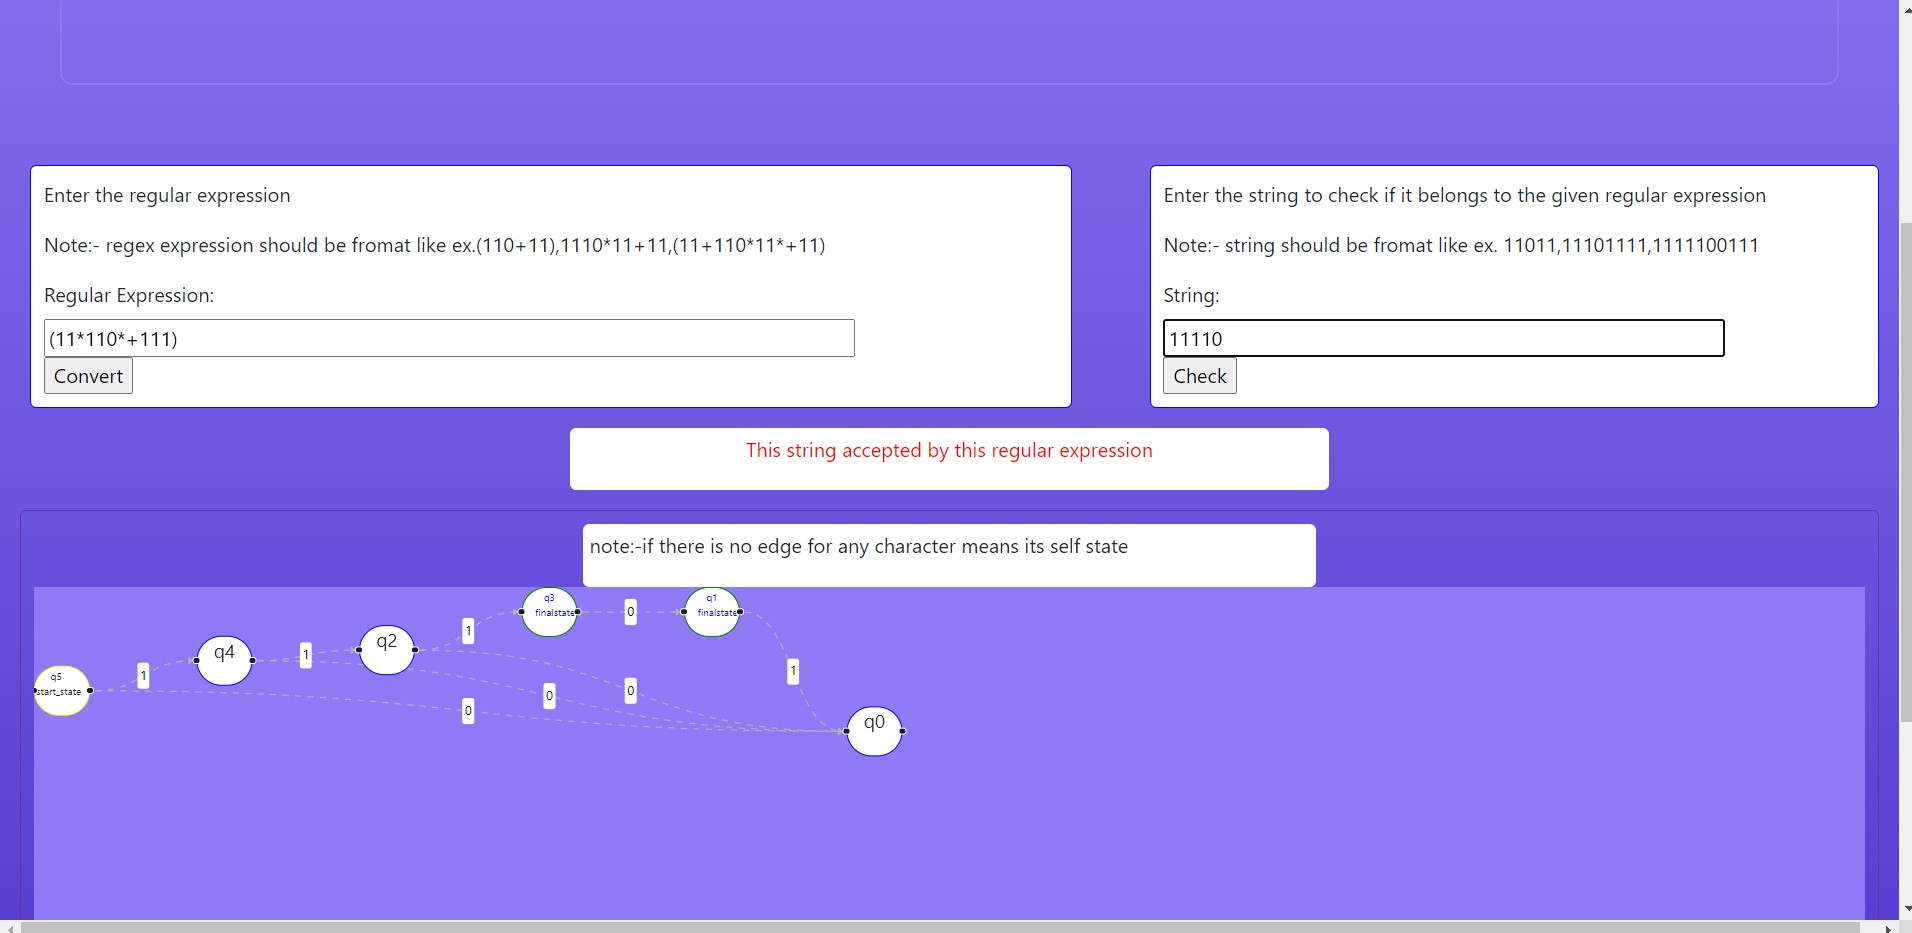 Enter the regular expression
Note:- regex expression should be fromat like ex.(110+11),1110*11+11,(11+110*11*+11)
Regular Expression:
(11*110*+111)
Convert
Enter the string to check if it belongs to the given regular expression
Note:- string should be fromat like ex. 11011,11101111,1111100111
String:
11110
Check
This string accepted by this regular expression
note:-if there is no edge for any character means its self state
q3
finalstate
0
q1
finalstate
1
q2
1
q4
1
q5
start_state
1
0
0
0
q0